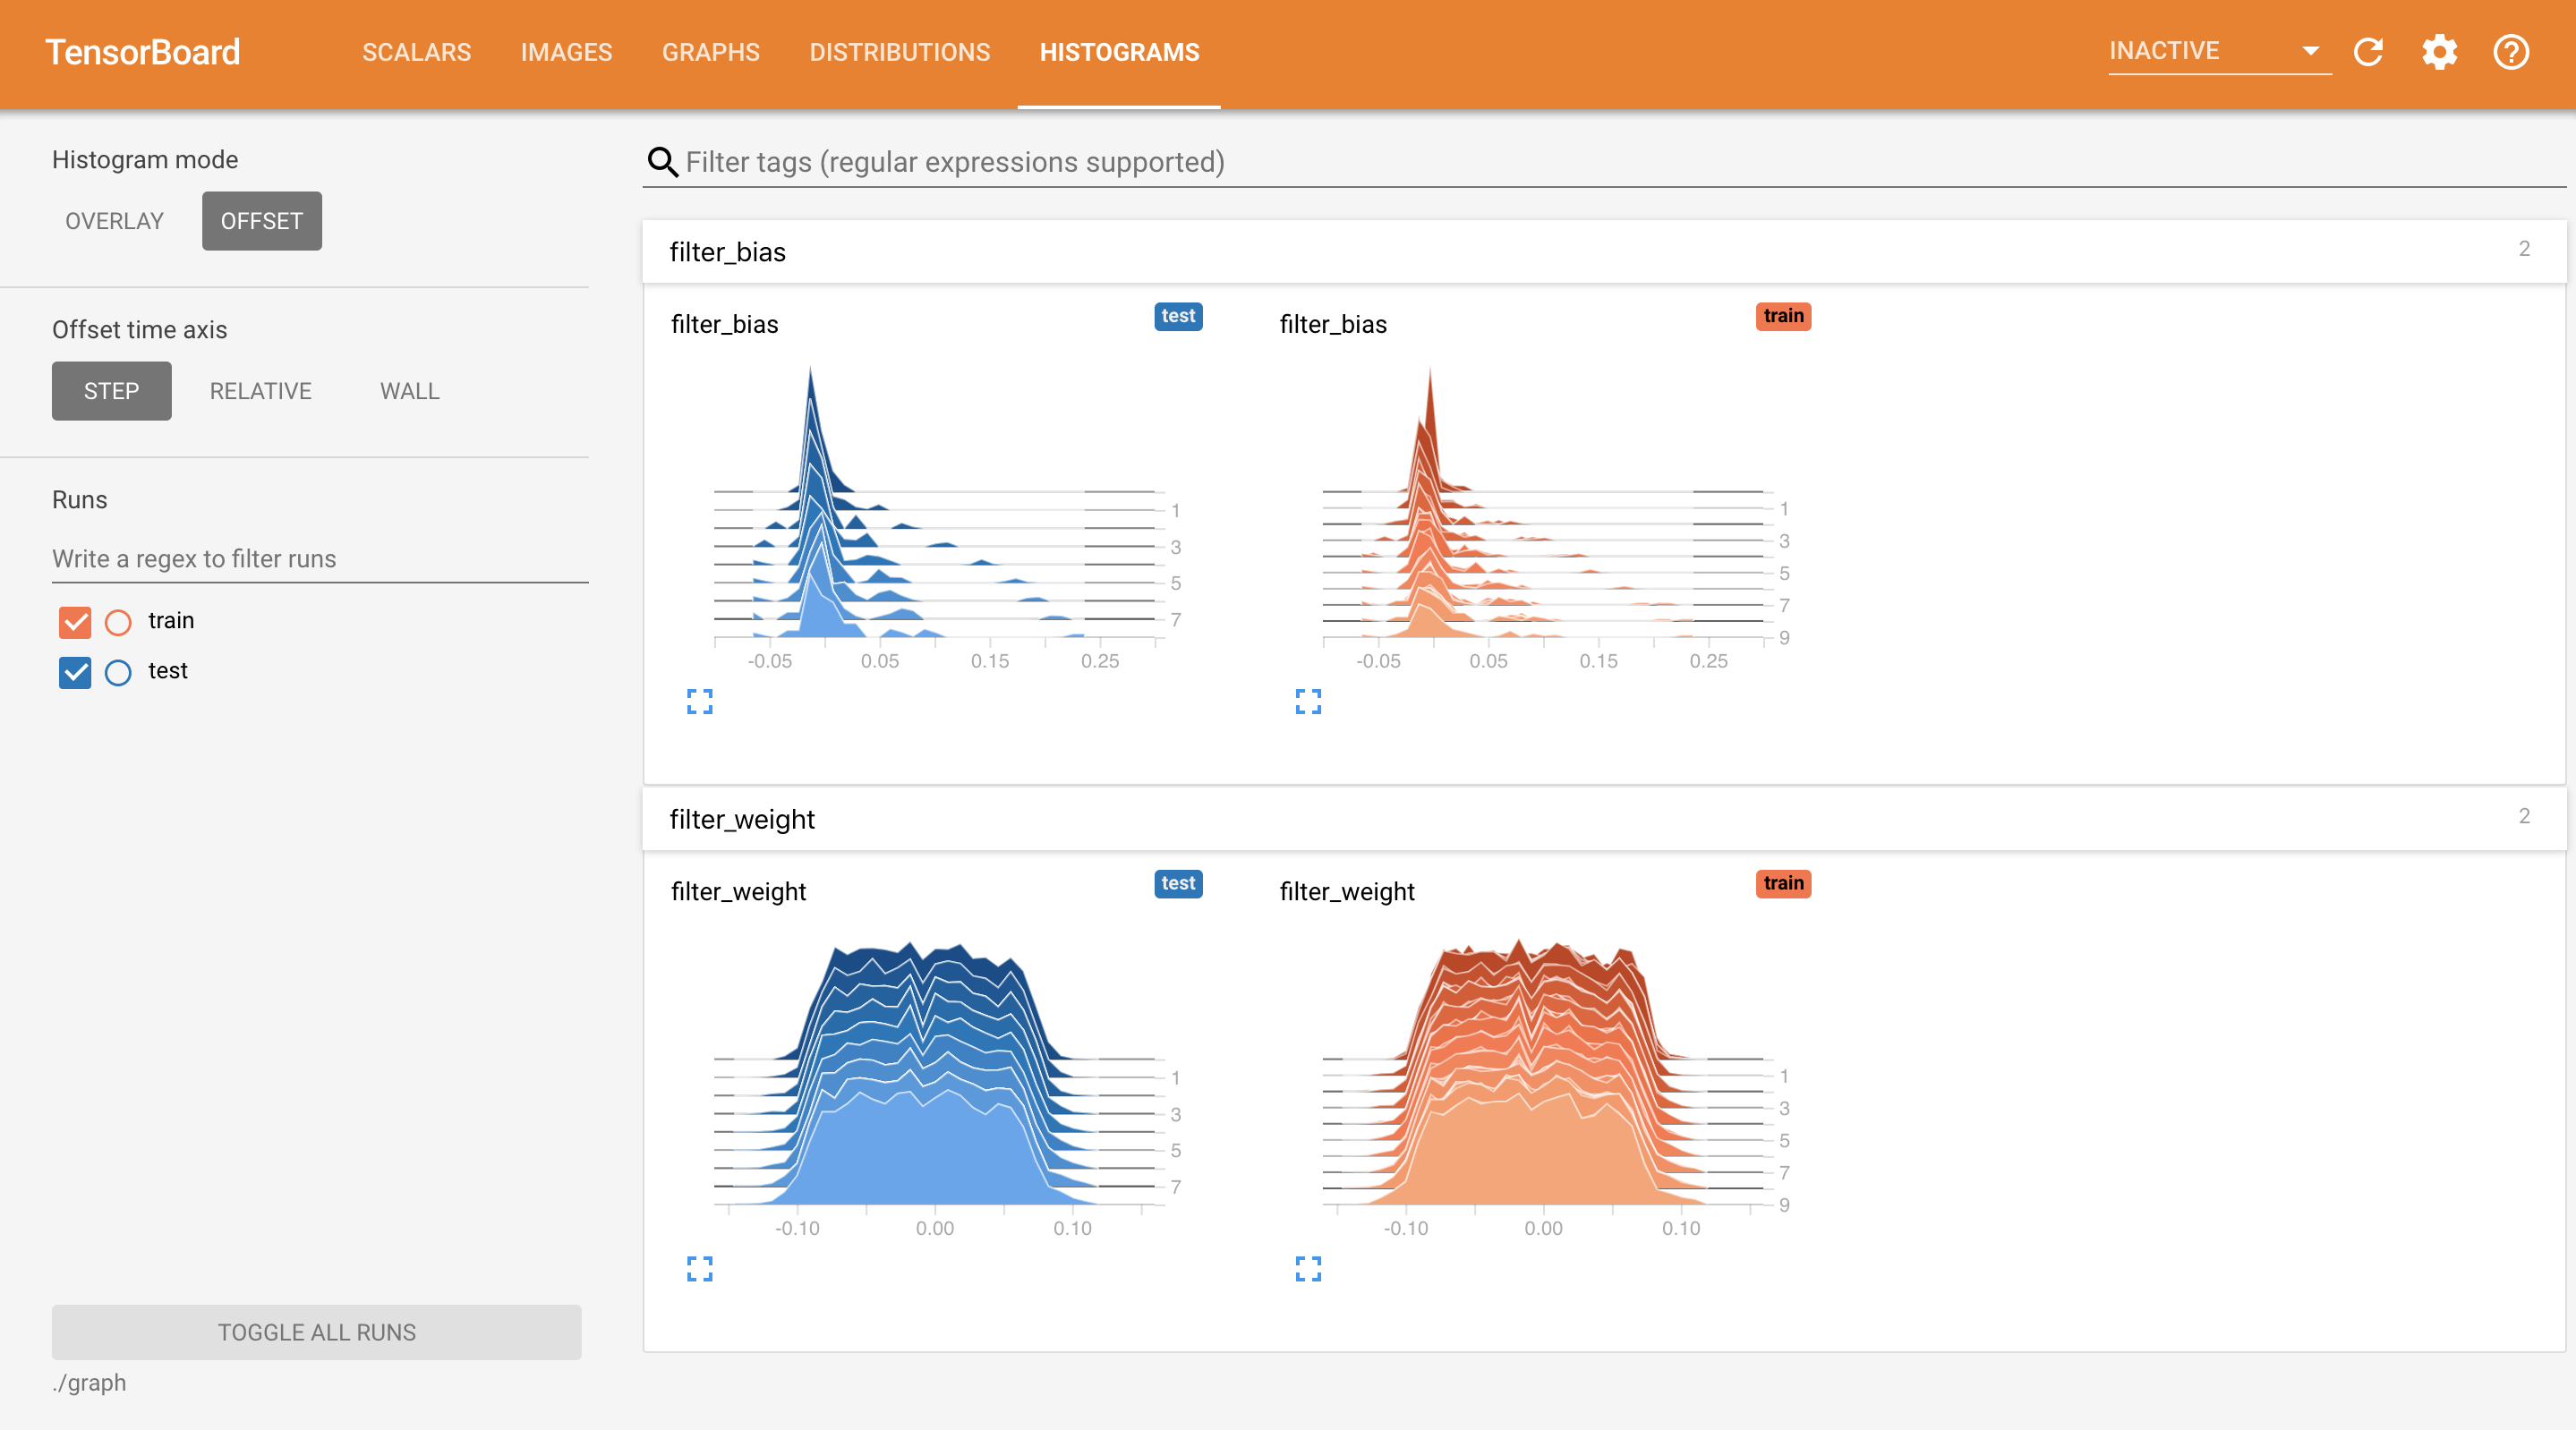 TensorBoard SCALARS IMAGES GRAPHS DISTRIBUTIONS HISTOGRAMS INACTIVE
Histogram mode
OVERLAY OFFSET
Offset time axis
STEP RELATIVE WALL
Runs
Write a regex to filter runs
train
test
TOGGLE ALL RUNS
./graph
Filter tags (regular expressions supported)
filter_bias 2
filter_bias test
1
3
5
7
-0.05 0.05 0.15 0.25
filter_bias train
1
3
5
7
9
-0.05 0.05 0.15 0.25
filter_weight 2
filter_weight test
1
3
5
7
-0.10 0.00 0.10
filter_weight train
1
3
5
7
9
-0.10 0.00 0.10